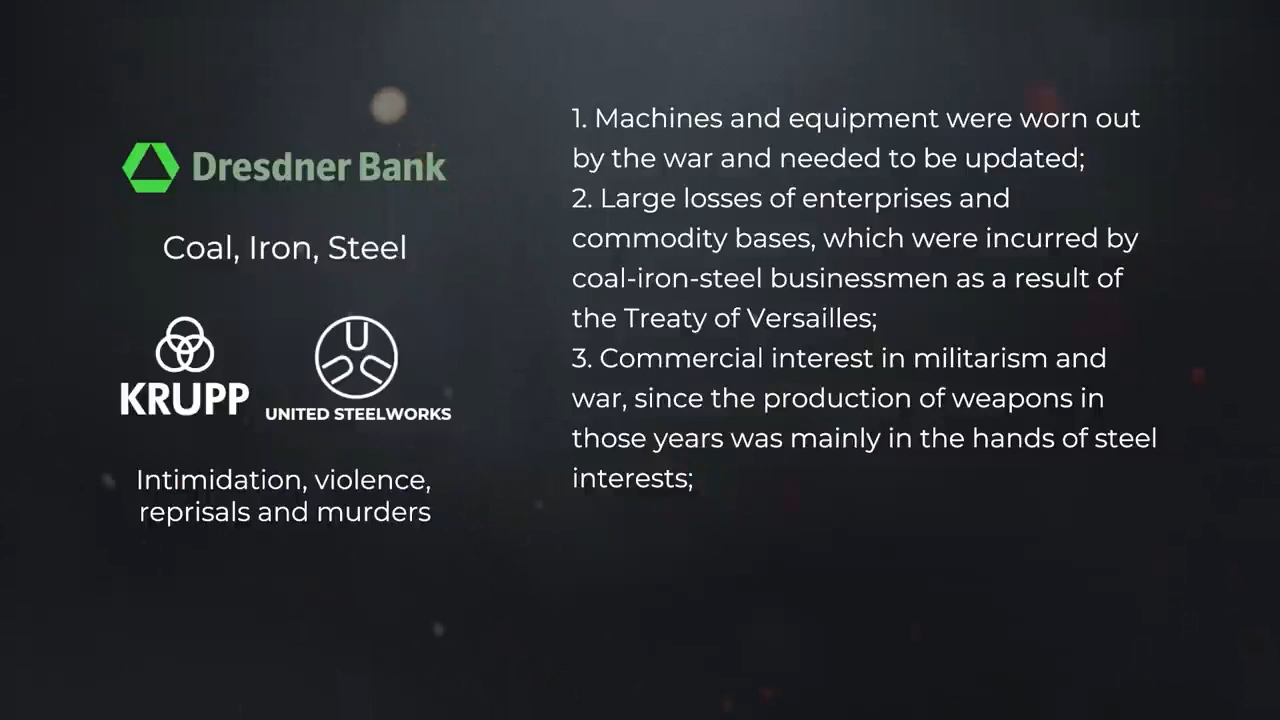 Dresdner Bank
Coal, Iron, Steel
KRUPP
U
UNITED STEELWORKS
Intimidation, violence,
reprisals and murders
1. Machines and equipment were worn out
by the war and needed to be updated;
2. Large losses of enterprises and
commodity bases, which were incurred by
coal-iron-steel businessmen as a result of
the Treaty of Versailles;
3. Commercial interest in militarism and
war, since the production of weapons in
those years was mainly in the hands of steel
interests;